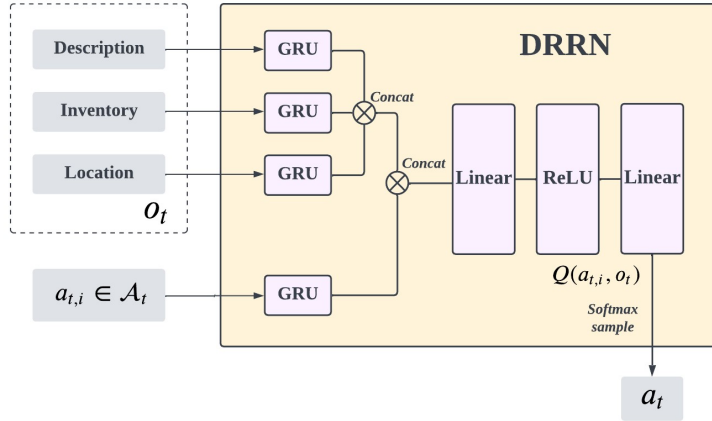 DRRN
Description
GRU
Concat
Inventory
GRU
Concat
Location
GRU
Linear
ReLU
Linear
o_t
Q(a_{t,i}, o_t)
a_{t,i} ∈ 𝒜_t
GRU
Softmax
sample
a_t